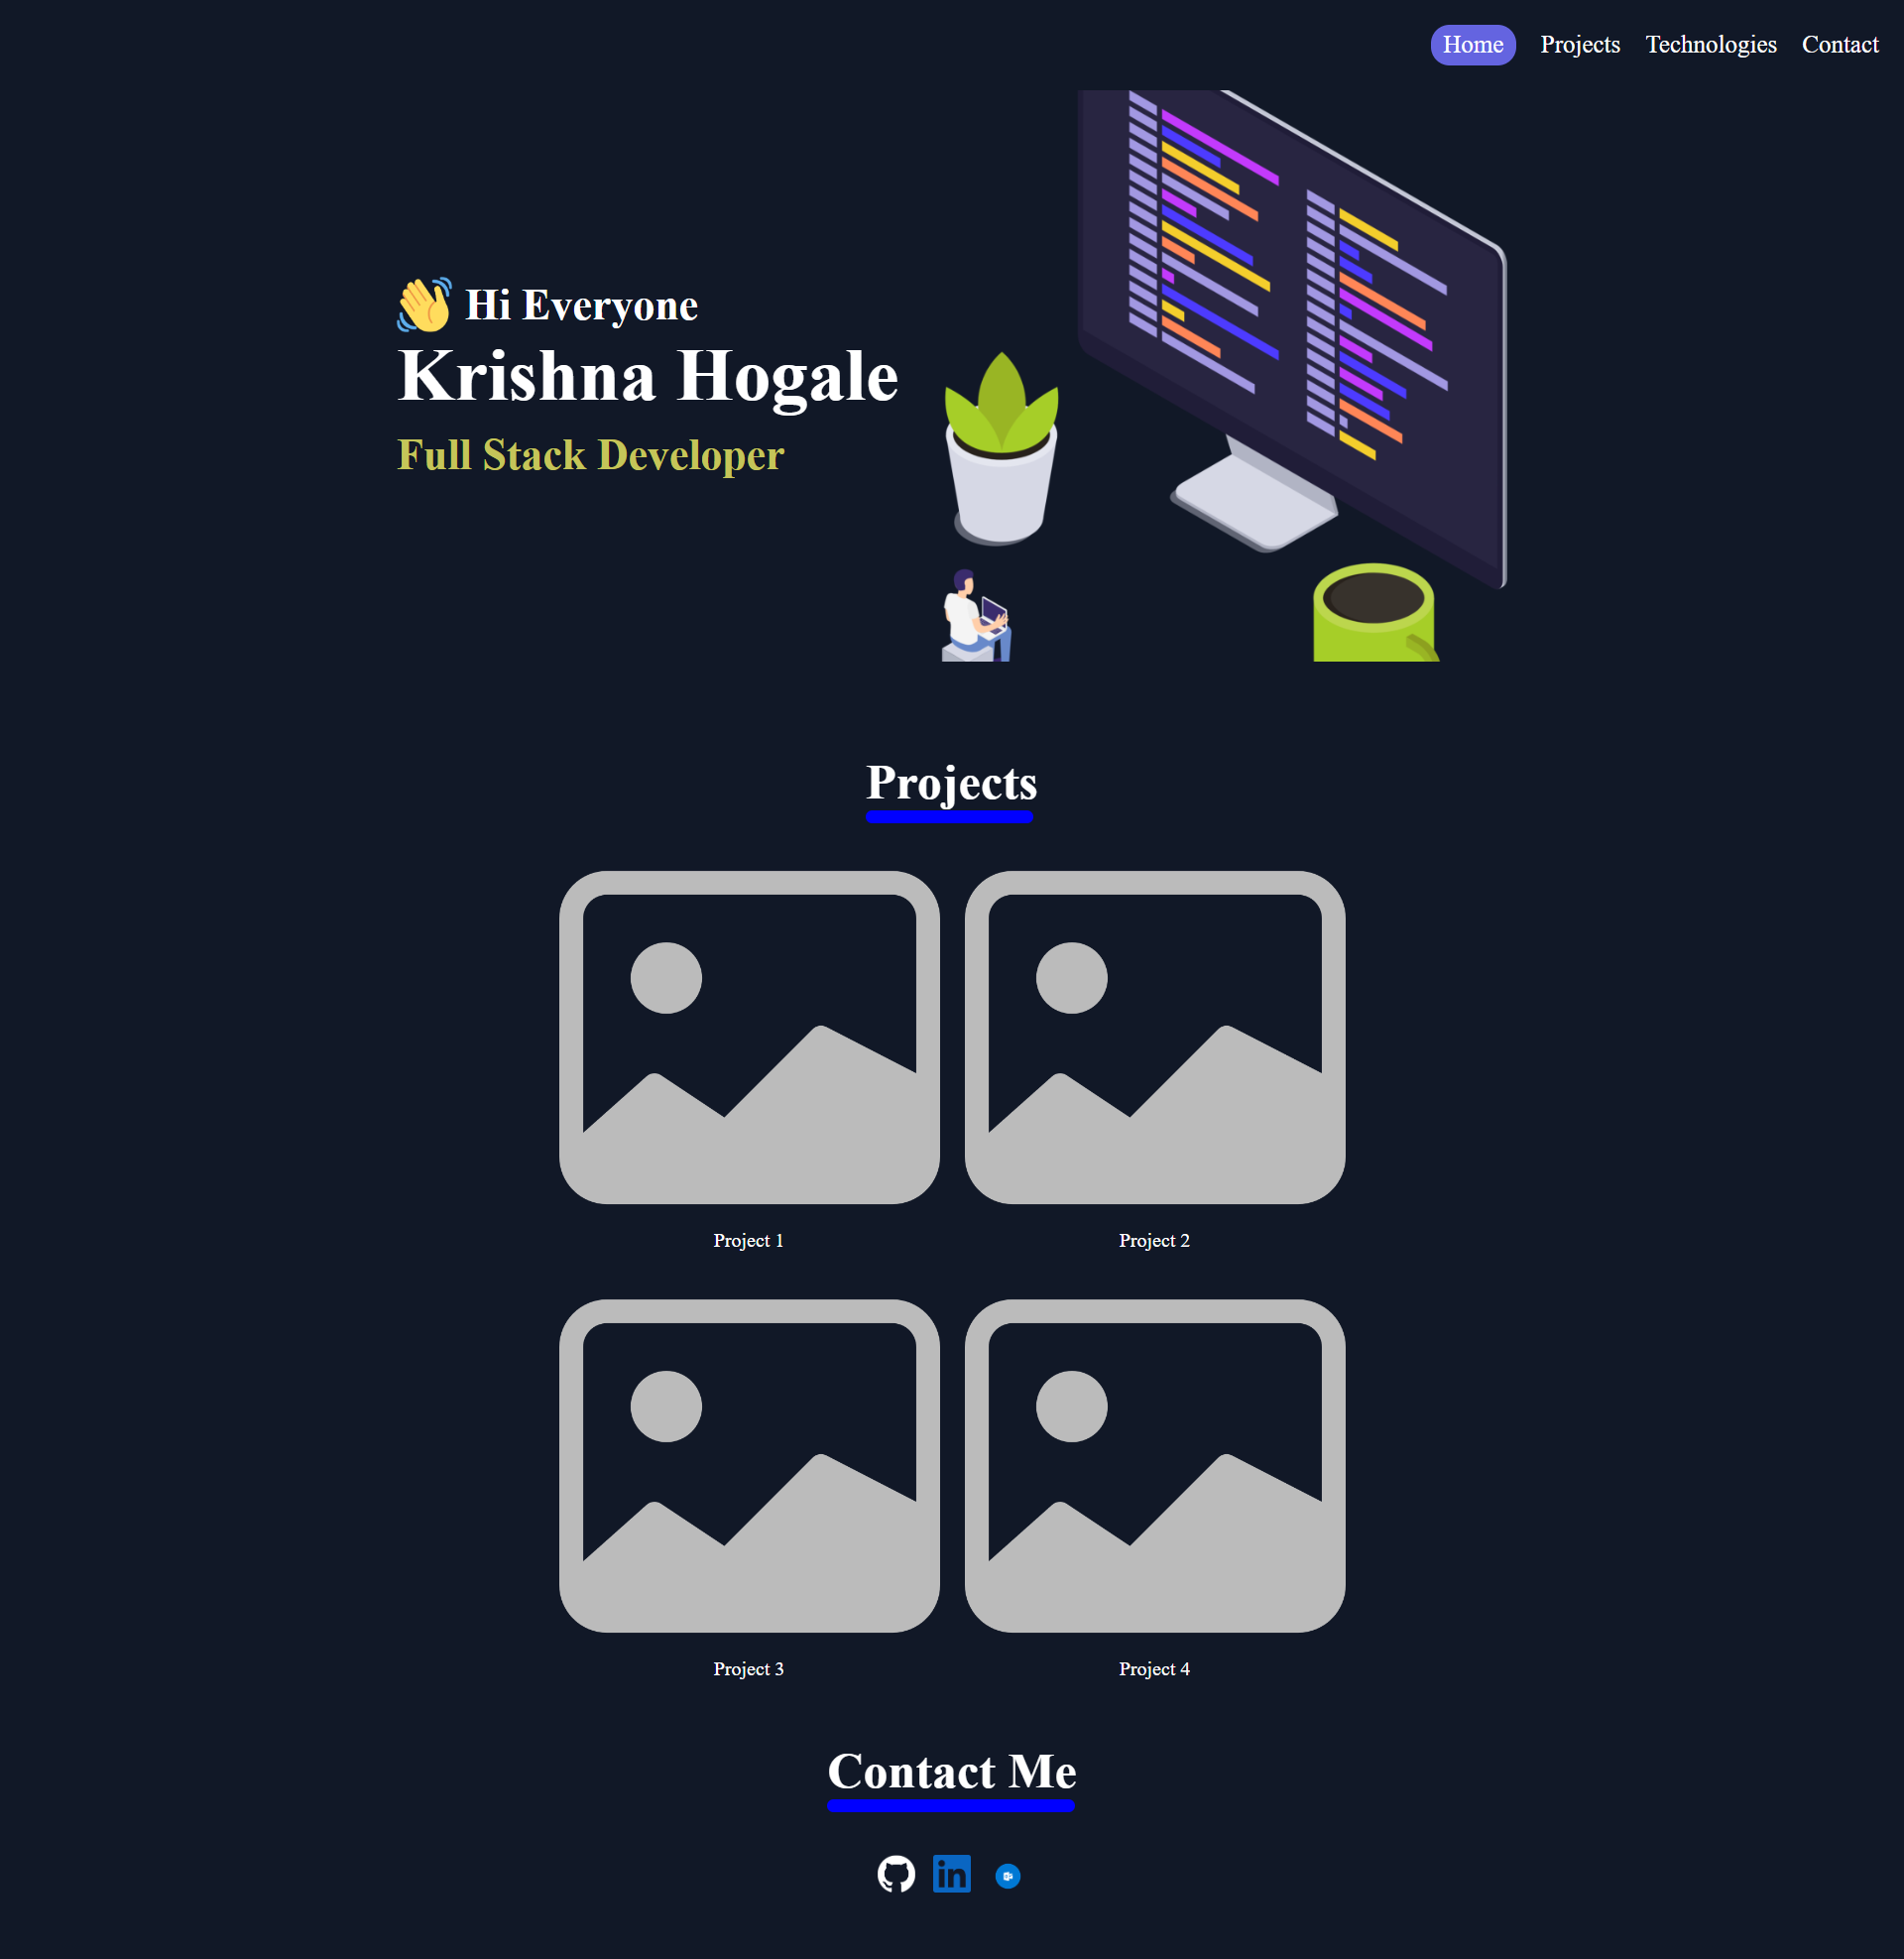 Home Projects Technologies Contact
Hi Everyone
Krishna Hogale
Full Stack Developer
Projects
Project 1
Project 2
Project 3
Project 4
Contact Me
in